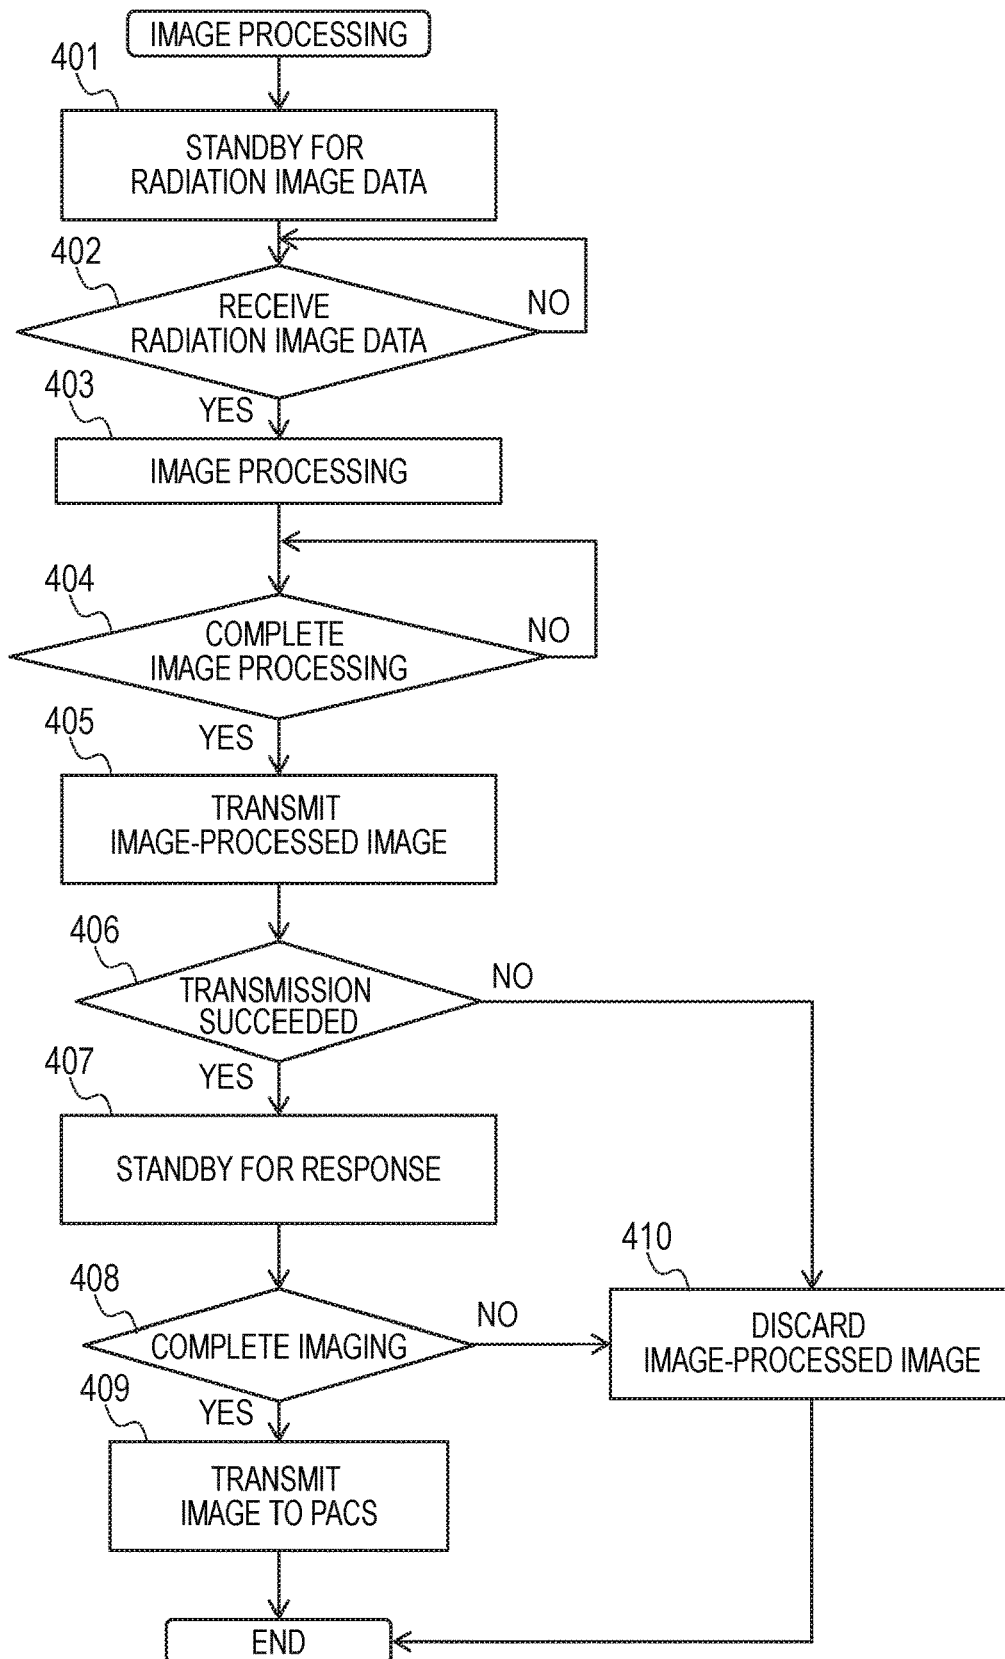 IMAGE PROCESSING
401
STANDBY FOR
RADIATION IMAGE DATA
402
RECEIVE
RADIATION IMAGE DATA
NO
403
YES
IMAGE PROCESSING
404
COMPLETE
IMAGE PROCESSING
NO
405
YES
TRANSMIT
IMAGE-PROCESSED IMAGE
406
TRANSMISSION
SUCCEEDED
NO
407
YES
STANDBY FOR RESPONSE
408
COMPLETE IMAGING
NO
410
DISCARD
IMAGE-PROCESSED IMAGE
409
YES
TRANSMIT
IMAGE TO PACS
END